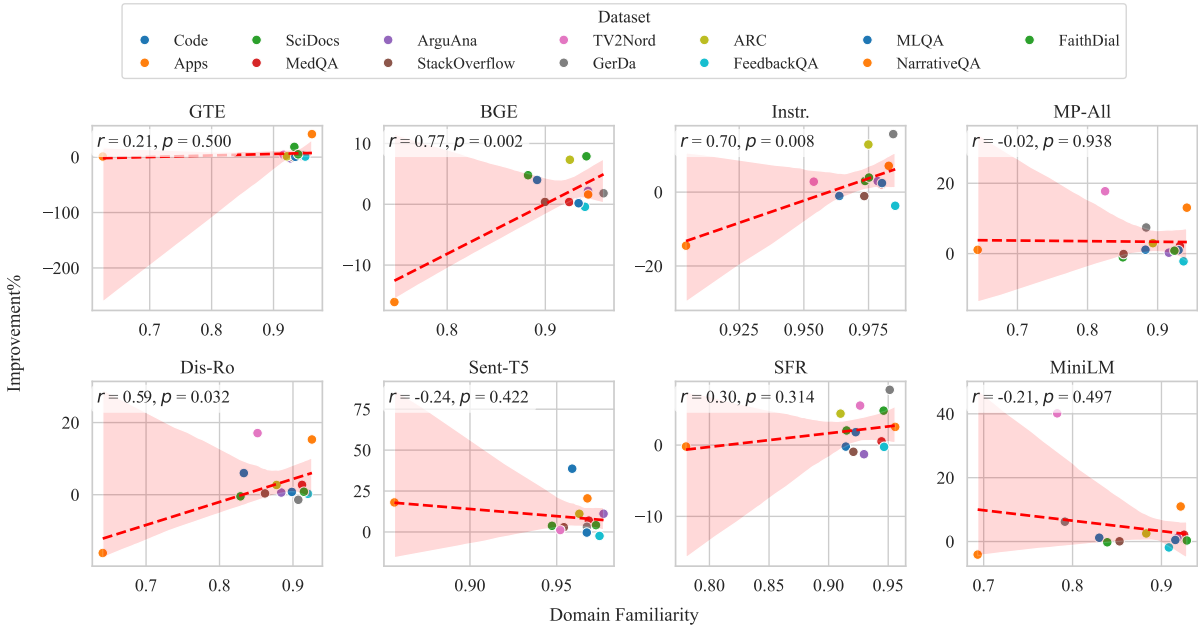 Dataset
Code SciDocs ArguAna TV2Nord ARC MLQA FaithDial
Apps MedQA StackOverflow GerDa FeedbackQA NarrativeQA
GTE BGE Instr. MP-All
r = 0.21, p = 0.500
0
−100
−200
0.7 0.8 0.9
r = 0.77, p = 0.002
10
0
−10
0.8 0.9
r = 0.70, p = 0.008
10
0
−20
0.925 0.950 0.975
r = -0.02, p = 0.938
20
0
0.7 0.8 0.9
Improvement%
Dis-Ro Sent-T5 SFR MiniLM
r = 0.59, p = 0.032
20
0
0.7 0.8 0.9
r = -0.24, p = 0.422
75
50
25
0
0.90 0.95
r = 0.30, p = 0.314
0
−10
0.80 0.85 0.90 0.95
r = -0.21, p = 0.497
40
20
0
0.7 0.8 0.9
Domain Familiarity